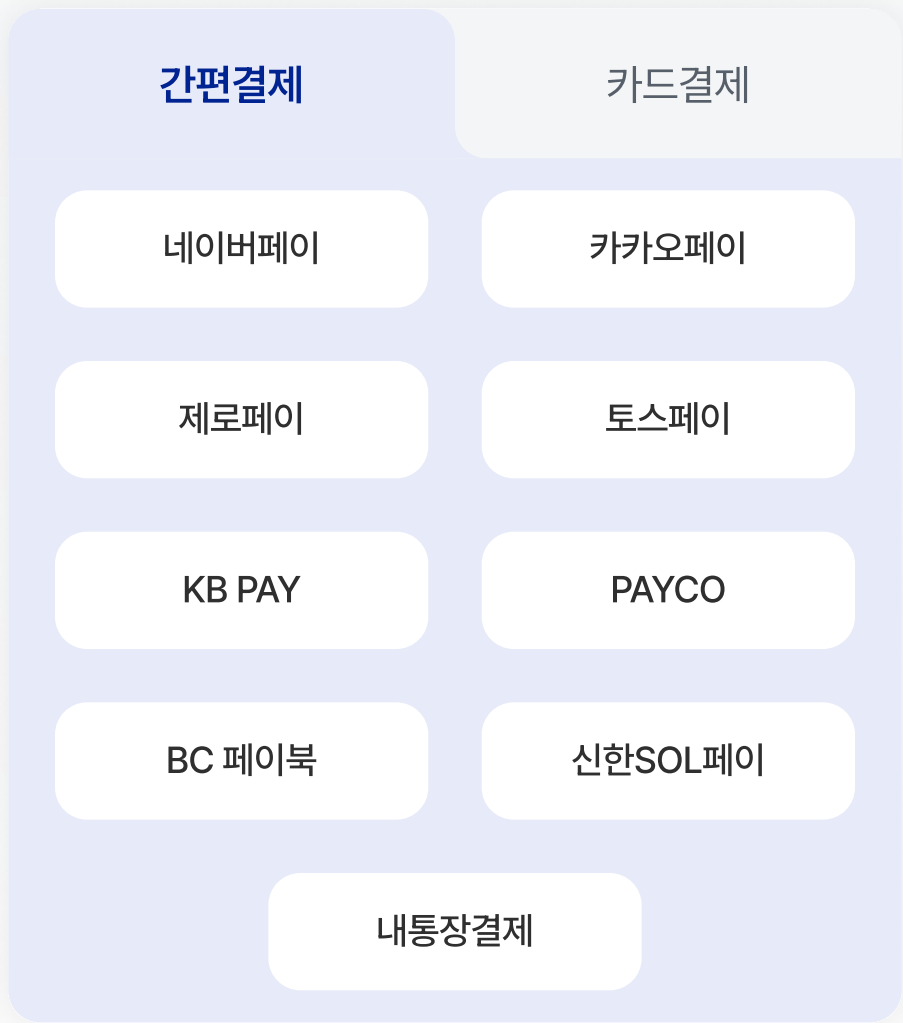 간편결제
카드결제
네이버페이
카카오페이
제로페이
토스페이
KB PAY
PAYCO
BC 페이북
신한SOL페이
내통장결제